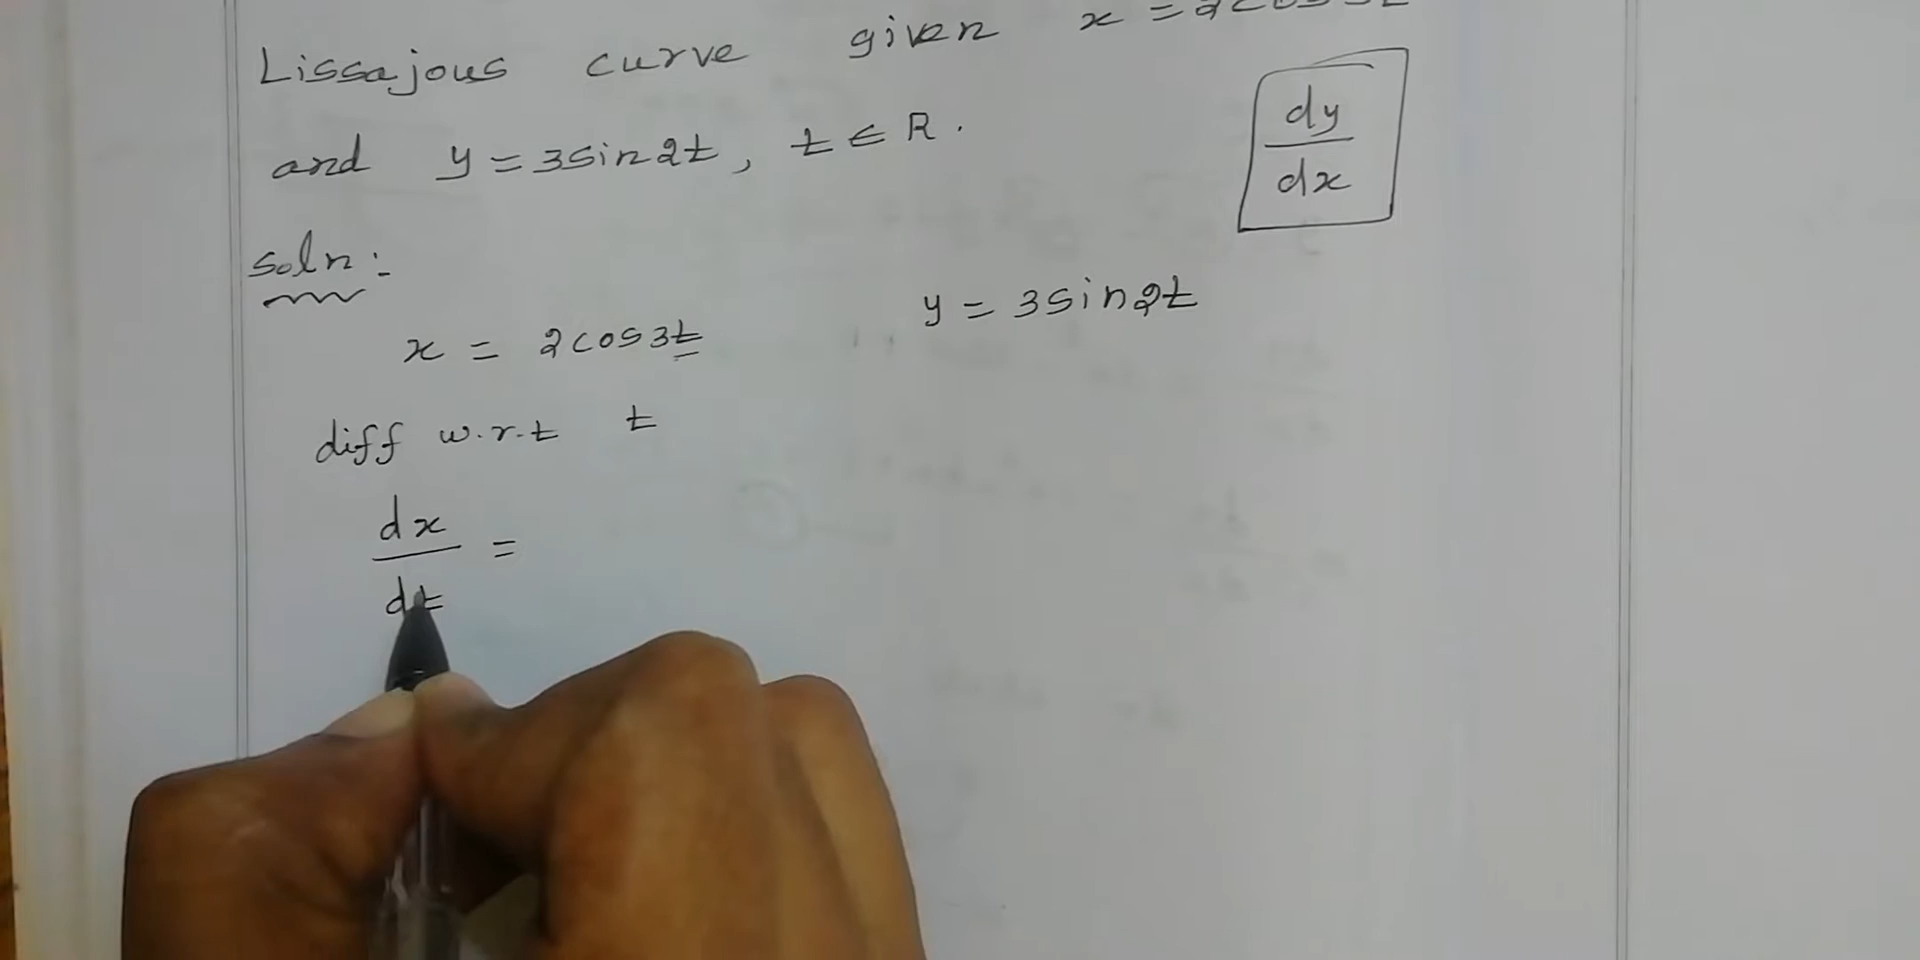 Lissajous curve given x =
and y = 3sin2t, t ∈ R.
dy
dx
Soln:-
x = 2cos3t
y = 3sin2t
diff w.r.t t
dx
dt =